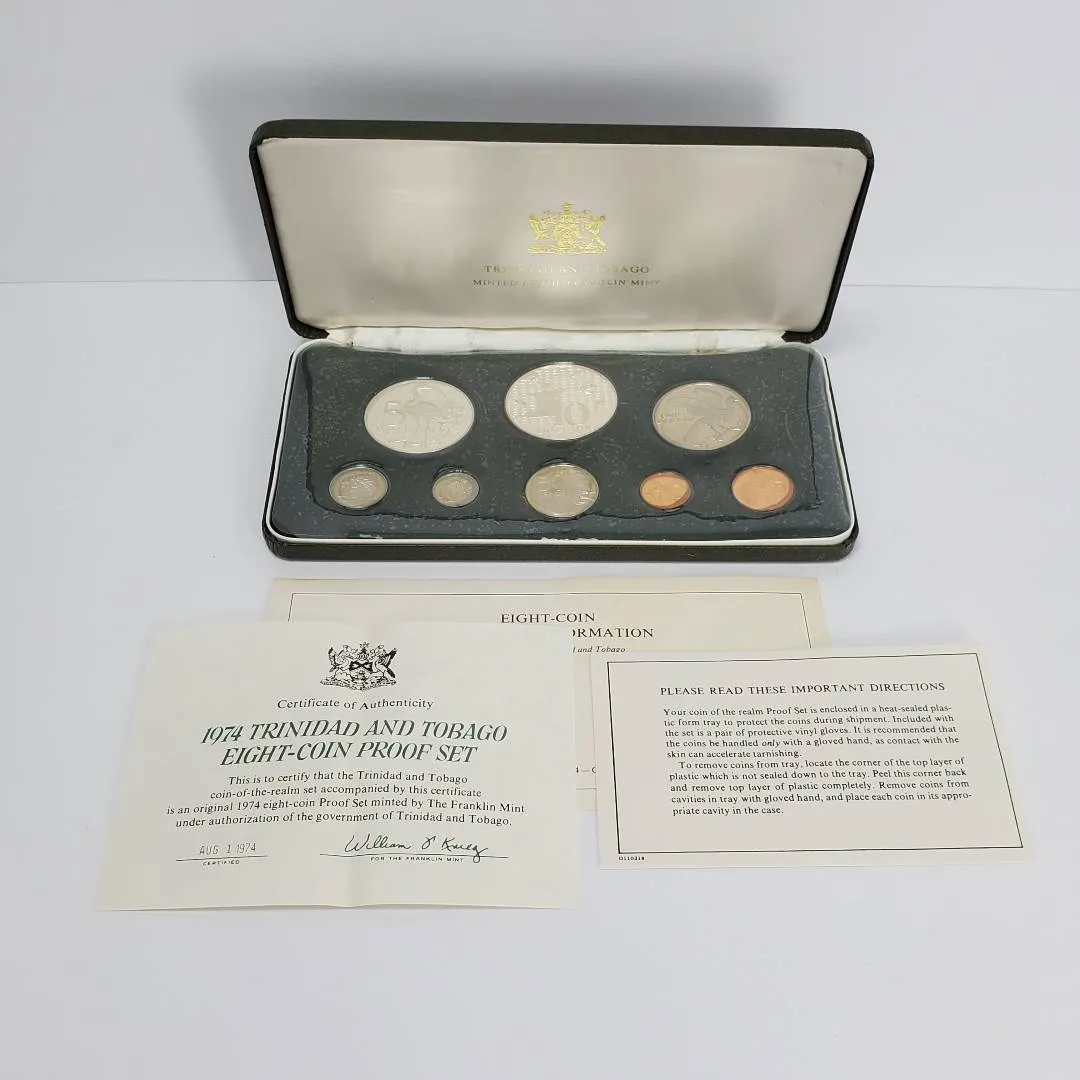 TRINIDAD AND TOBAGO
MINTED BY THE FRANKLIN MINT
EIGHT-COIN
ORMATION
and Tobago
Certificate of Authenticity
1974 TRINIDAD AND TOBAGO
EIGHT-COIN PROOF SET
This is to certify that the Trinidad and Tobago
coin-of-the-realm set accompanied by this certificate
is an original 1974 eight-coin Proof Set minted by The Franklin Mint
under authorization of the government of Trinidad and Tobago.
AUG 1 1974
CERTIFIED
FOR THE FRANKLIN MINT
PLEASE READ THESE IMPORTANT DIRECTIONS
Your coin of the realm Proof Set is enclosed in a heat-sealed plas-
tic form tray to protect the coins during shipment. Included with
the set is a pair of protective vinyl gloves. It is recommended that
the coins be handled only with a gloved hand, as contact with the
skin can accelerate tarnishing.
To remove coins from tray, locate the corner of the top layer of
plastic which is not sealed down to the tray. Peel this corner back
and remove top layer of plastic completely. Remove coins from
cavities in tray with gloved hand, and place each coin in its appro-
priate cavity in the case.